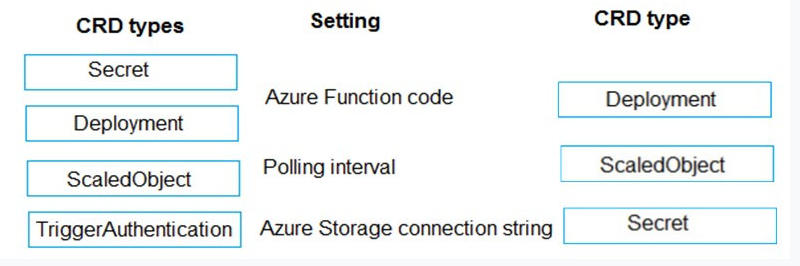 CRD types Setting CRD type
Secret
Azure Function code Deployment
Deployment
Polling interval ScaledObject
ScaledObject
TriggerAuthentication Azure Storage connection string Secret